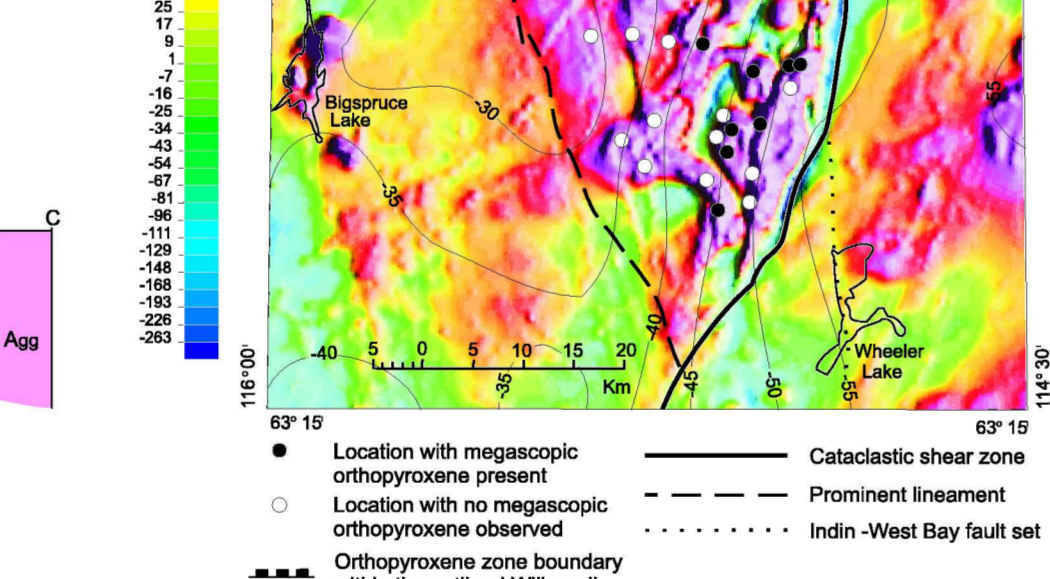 25
17
9
1
-7
-16
-25
-34
-43
-54
-67
-81
-96
-111
-129
-148
-168
-193
-226
-263
C
Agg
Bigspruce
Lake
-30
-35
55
-40
-40
-35
-45
-50
-55
5 0 5 10 15 20
Km
Wheeler
Lake
116°00'
114° 30'
63° 15'
63° 15'
Location with megascopic
orthopyroxene present
Location with no megascopic
orthopyroxene observed
Orthopyroxene zone boundary
Cataclastic shear zone
Prominent lineament
Indin -West Bay fault set